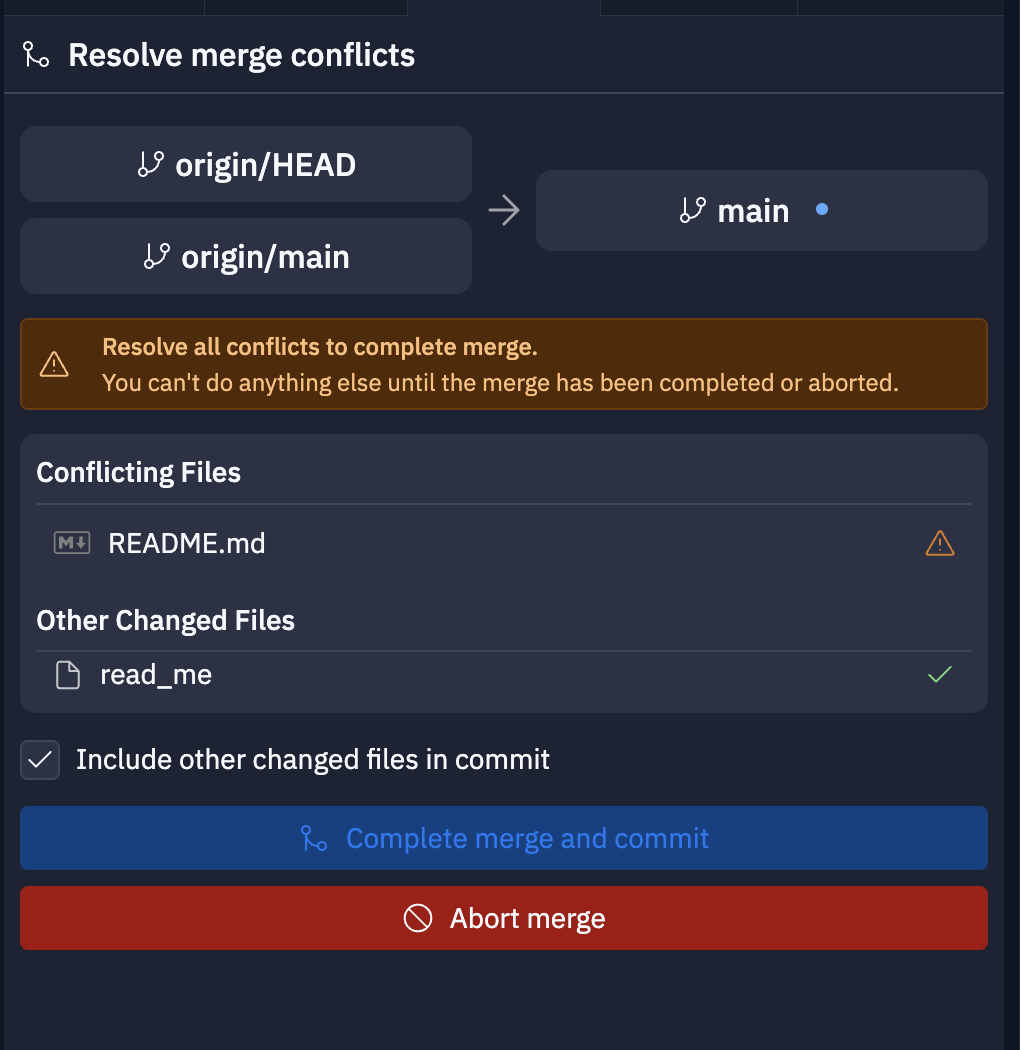 Resolve merge conflicts
origin/HEAD
origin/main
main
Resolve all conflicts to complete merge.
You can't do anything else until the merge has been completed or aborted.
Conflicting Files
M README.md
Other Changed Files
read_me
Include other changed files in commit
Complete merge and commit
Abort merge